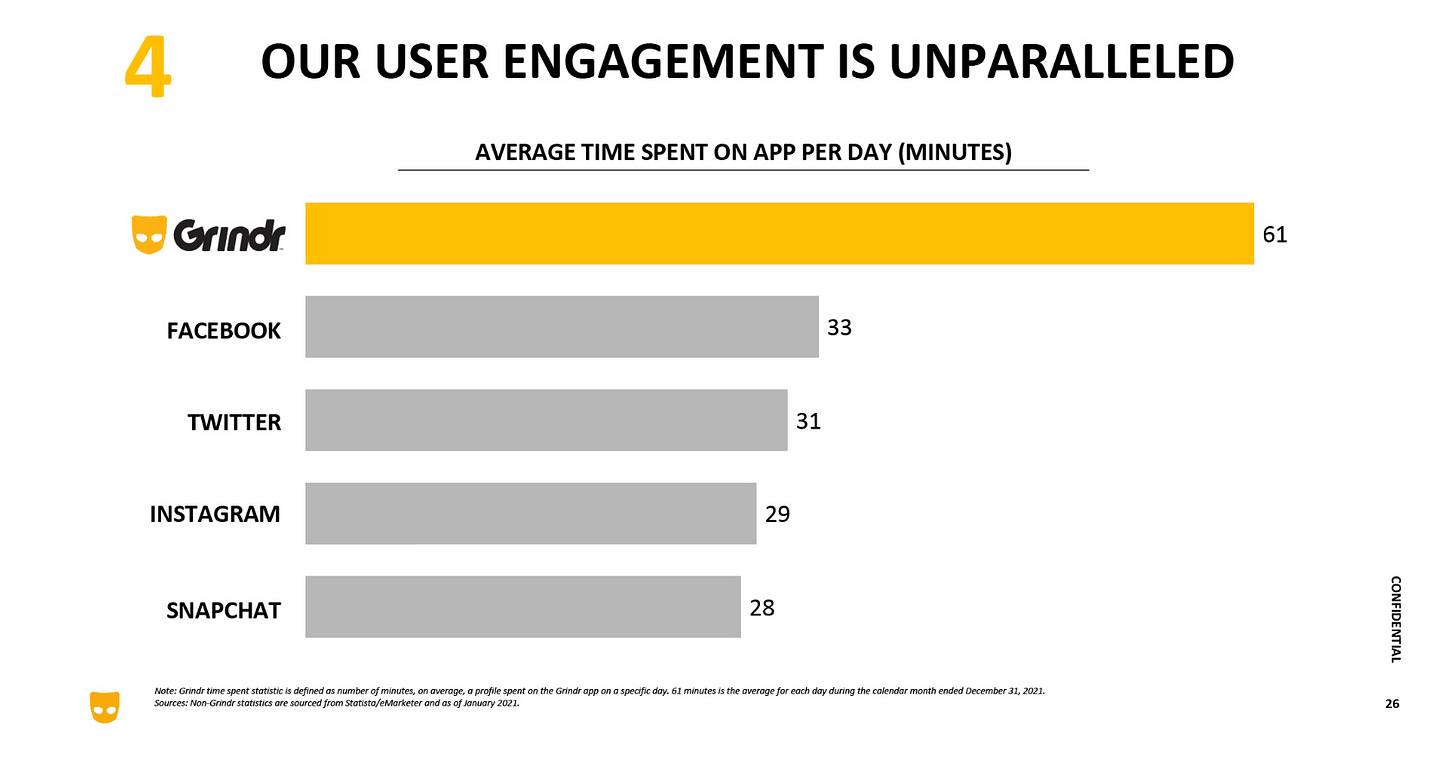 4
OUR USER ENGAGEMENT IS UNPARALLELED
AVERAGE TIME SPENT ON APP PER DAY (MINUTES)
Grindr
61
FACEBOOK
33
TWITTER
31
INSTAGRAM
29
SNAPCHAT
28
CONFIDENTIAL
Note: Grindr time spent statistic is defined as number of minutes, on average, a profile spent on the Grindr app on a specific day. 61 minutes is the average for each day during the calendar month ended December 31, 2021.
Sources: Non-Grindr statistics are sourced from Statista/eMarketer and as of January 2021.
26